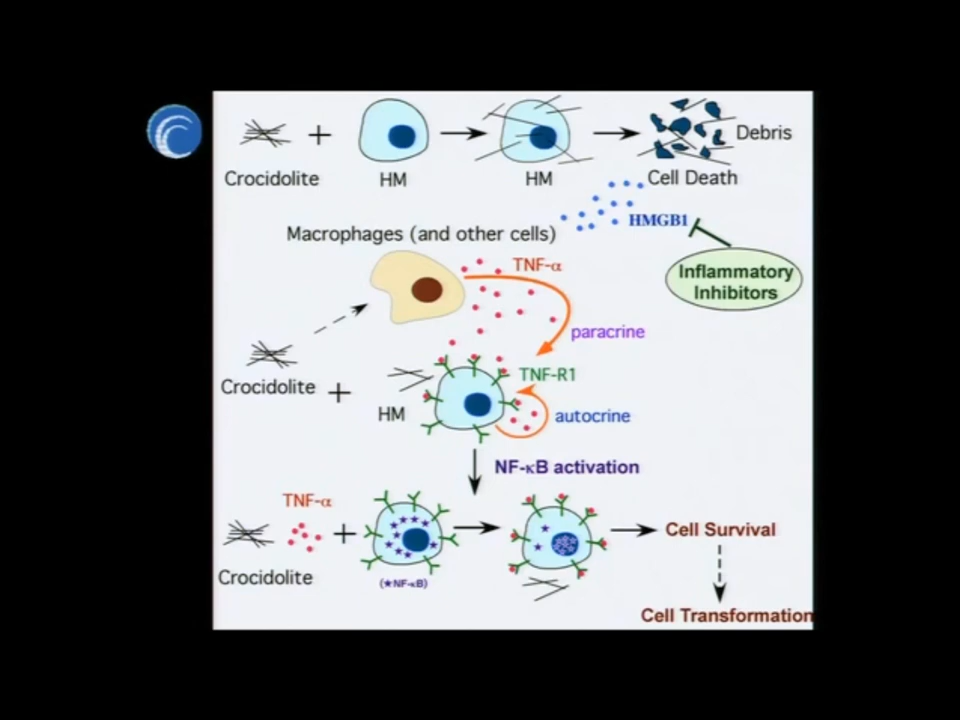 Debris
Crocidolite
HM
HM
Cell Death
HMGB1
Macrophages (and other cells)
TNF-α
Inflammatory
Inhibitors
paracrine
TNF-R1
Crocidolite
HM
autocrine
NF-κB activation
TNF-α
Cell Survival
Crocidolite
(★NF-κB)
Cell Transformation